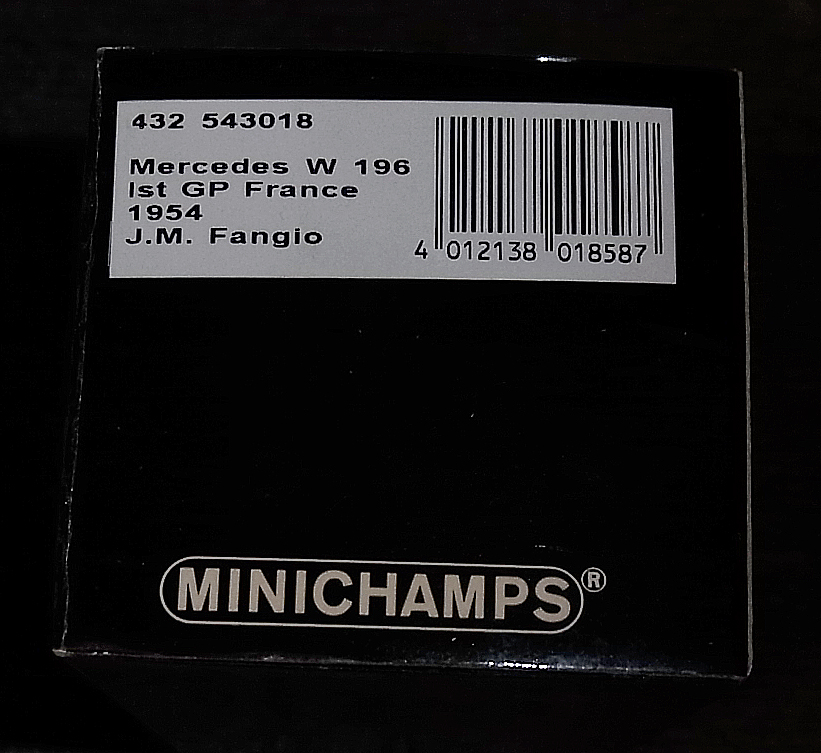 432 543018
Mercedes W 196
Ist GP France
1954
J.M. Fangio
4 012138 018587
MINICHAMPS®